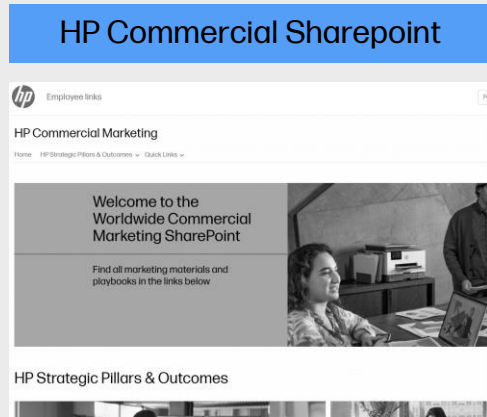 HP Commercial Sharepoint
hp
Employee links
HP Commercial Marketing
Home HP Strategic Pillars & Outcomes Quick Links
Welcome to the
Worldwide Commercial
Marketing SharePoint
Find all marketing materials and
playbooks in the links below
HP Strategic Pillars & Outcomes